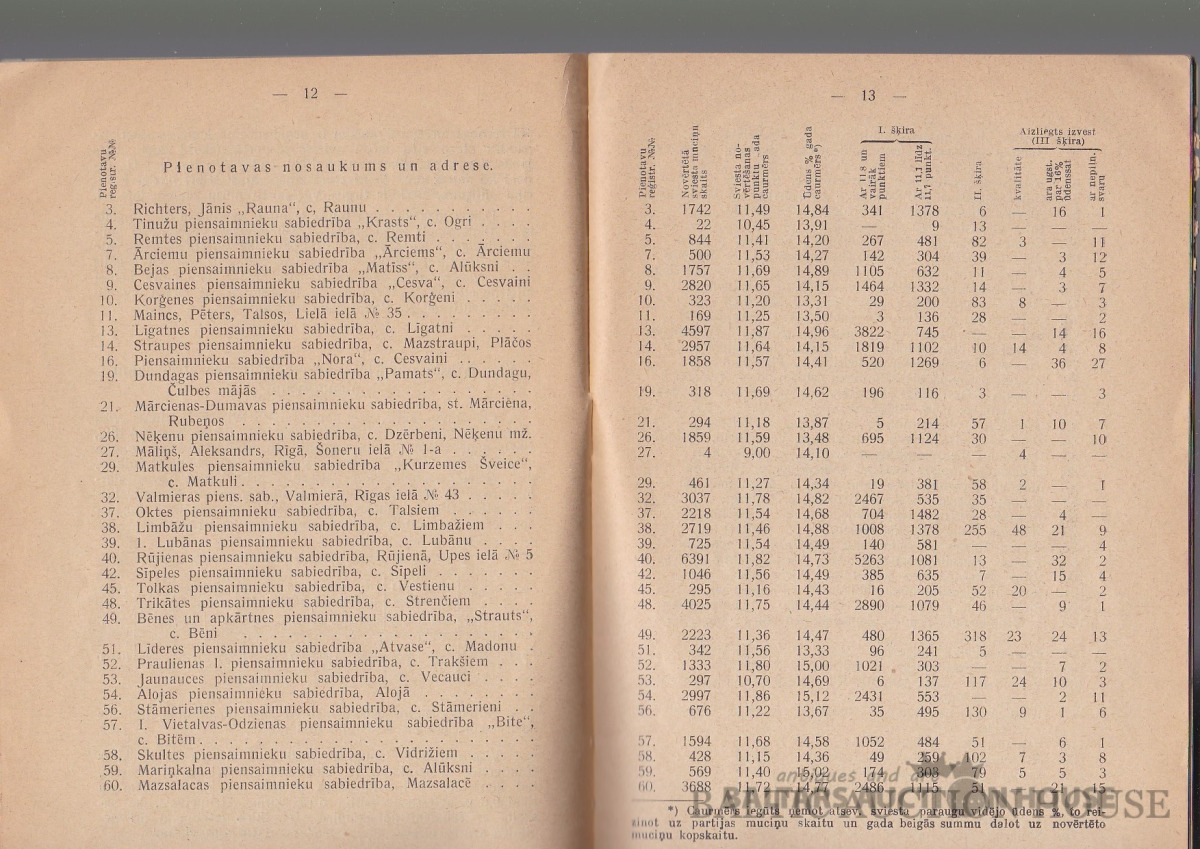 — 12 —
Pienotavu
reg-str. №№
Pienotavas nosaukums un adrese.
3. Richters, Jānis „Rauna“, c, Raunu . . . . . . . . . . .
4. Tinužu piensaimnieku sabiedrība „Krasts“, c. Ogri . . . .
5. Remtes piensaimnieku sabiedrība, c. Remti . . . . . . .
7. Ārciemu piensaimnieku sabiedrība „Ārciems“, c. Ārciemu
8. Bejas piensaimnieku sabiedrība „Matīss“, c. Alūksni . .
9. Cesvaines piensaimnieku sabiedrība „Cesva“, c. Cesvaini
10. Korģenes piensaimnieku sabiedrība, c. Korģeni . . . . .
11. Maincs, Pēters, Talsos, Lielā ielā № 35 . . . . . . . . .
13. Līgatnes piensaimnieku sabiedrība, c. Līgatni . . . . .
14. Straupes piensaimnieku sabiedrība, c. Mazstraupi, Plāčos
16. Piensaimnieku sabiedrība „Nora“, c. Cesvaini . . . . . .
19. Dundagas piensaimnieku sabiedrība „Pamats“, c. Dundagu,
Čulbes mājās . . . . . . . . . . . . . . . . . .
21. Mārcienas-Dumavas piensaimnieku sabiedrība, st. Mārciēna,
Rubeņos . . . . . . . . . . . . . . . . . . . .
26. Nēķenu piensaimnieku sabiedrība, c. Dzērbeni, Nēķenu mž.
27. Māliņš, Aleksandrs, Rīgā, Šoneru ielā № 1-a . . . . . .
29. Matkules piensaimnieku sabiedrība „Kurzemes Šveice“,
c. Matkuli . . . . . . . . . . . . . . . . . . .
32. Valmieras piens. sab., Valmierā, Rīgas ielā № 43 . . . . .
37. Oktes piensaimnieku sabiedrība, c. Talsiem . . . . . .
38. Limbāžu piensaimnieku sabiedrība, c. Limbažiem . . .
39. 1. Lubānas piensaimnieku sabiedrība, c. Lubānu . . . .
40. Rūjienas piensaimnieku sabiedrība, Rūjienā, Upes ielā № 5
42. Sīpeles piensaimnieku sabiedrība, c. Sīpeli . . . . . . .
45. Tolkas piensaimnieku sabiedrība, c. Vestienu . . . . . .
48. Trikātes piensaimnieku sabiedrība, c. Strenčiem . . . .
49. Bēnes un apkārtnes piensaimnieku sabiedrība, „Strauts“,
c. Bēni . . . . . . . . . . . . . . . . . . . .
51. Līderes piensaimnieku sabiedrība „Atvase“, c. Madonu .
52. Praulienas 1. piensaimnieku sabiedrība, c. Trakšiem . . .
53. Jaunauces piensaimnieku sabiedrība, c. Vecauci . . . .
54. Alojas piensaimnieku sabiedrība, Alojā . . . . . . . .
56. Stāmerienes piensaimnieku sabiedrība, c. Stāmerieni . .
57. I. Vietalvas-Odzienas piensaimnieku sabiedrība „Bite“,
c. Bitēm . . . . . . . . . . . . . . . . . . . . .
58. Skultes piensaimnieku sabiedrība, c. Vidrižiem . . . . .
59. Mariņkalna piensaimnieku sabiedrība, c. Alūksni . . . .
60. Mazsalacas piensaimnieku sabiedrība, Mazsalacē . . . .
— 13 —
Pienotavu
reģistr. №№
Novērtētā
sviesta muciņu
skaits
Sviesta no-
vērtēšanas
punktu gada
caurmērs
Ūdens % gada
caurmērs*)
I. šķira
Ar 11,8 un
vairāk
punktiem
Ar 11,1 līdz
11,7 punkt.
II. šķira
Aizliegts izvest
(III šķira)
kvalitāte
pāra ugst.
par 16%
ūdenssat
ar nepiln.
svaru
3. 1742 11,49 14,84 341 1378 6 — 16 1
4. 22 10,45 13,91 — 9 13 — — —
5. 844 11,41 14,20 267 481 82 3 — 11
7. 500 11,53 14,27 142 304 39 — 3 12
8. 1757 11,69 14,89 1105 632 11 — 4 5
9. 2820 11,65 14,15 1464 1332 14 — 3 7
10. 323 11,20 13,31 29 200 83 8 — 3
11. 169 11,25 13,50 3 136 28 — — 2
13. 4597 11,87 14,96 3822 745 — — 14 16
14. 2957 11,64 14,15 1819 1102 10 14 4 8
16. 1858 11,57 14,41 520 1269 6 — 36 27
19. 318 11,69 14,62 196 116 3 — — 3
21. 294 11,18 13,87 5 214 57 1 10 7
26. 1859 11,59 13,48 695 1124 30 — — 10
27. 4 9,00 14,10 — — — 4 — —
29. 461 11,27 14,34 19 381 58 2 — 1
32. 3037 11,78 14,82 2467 535 35 — — —
37. 2218 11,54 14,68 704 1482 28 — 4 —
38. 2719 11,46 14,88 1008 1378 255 48 21 9
39. 725 11,54 14,49 140 581 — — — 4
40. 6391 11,82 14,73 5263 1081 13 — 32 2
42. 1046 11,56 14,49 385 635 7 — 15 4
45. 295 11,16 14,43 16 205 52 20 — 2
48. 4025 11,75 14,44 2890 1079 46 — 9 1
49. 2223 11,36 14,47 480 1365 318 23 24 13
51. 342 11,56 13,33 96 241 5 — — —
52. 1333 11,80 15,00 1021 303 — — 7 2
53. 297 10,70 14,69 6 137 117 24 10 3
54. 2997 11,86 15,12 2431 553 — — 2 11
56. 676 11,22 13,67 35 495 130 9 1 6
57. 1594 11,68 14,58 1052 484 51 — 6 1
58. 428 11,15 14,36 49 259 102 7 3 8
59. 569 11,40 15,02 174 303 79 5 5 3
60. 3688 11,72 14,77 2486 1115 51 21 15
*) Caurmērs iegūts ņemot atsev. sviesta paraugu vidējo ūdens %, to rei-
zinot uz partijas muciņu skaitu un gada beigās summu dalot uz novērtēto
muciņu kopskaitu.
antiques and art
BALTIC AUCTION HOUSE